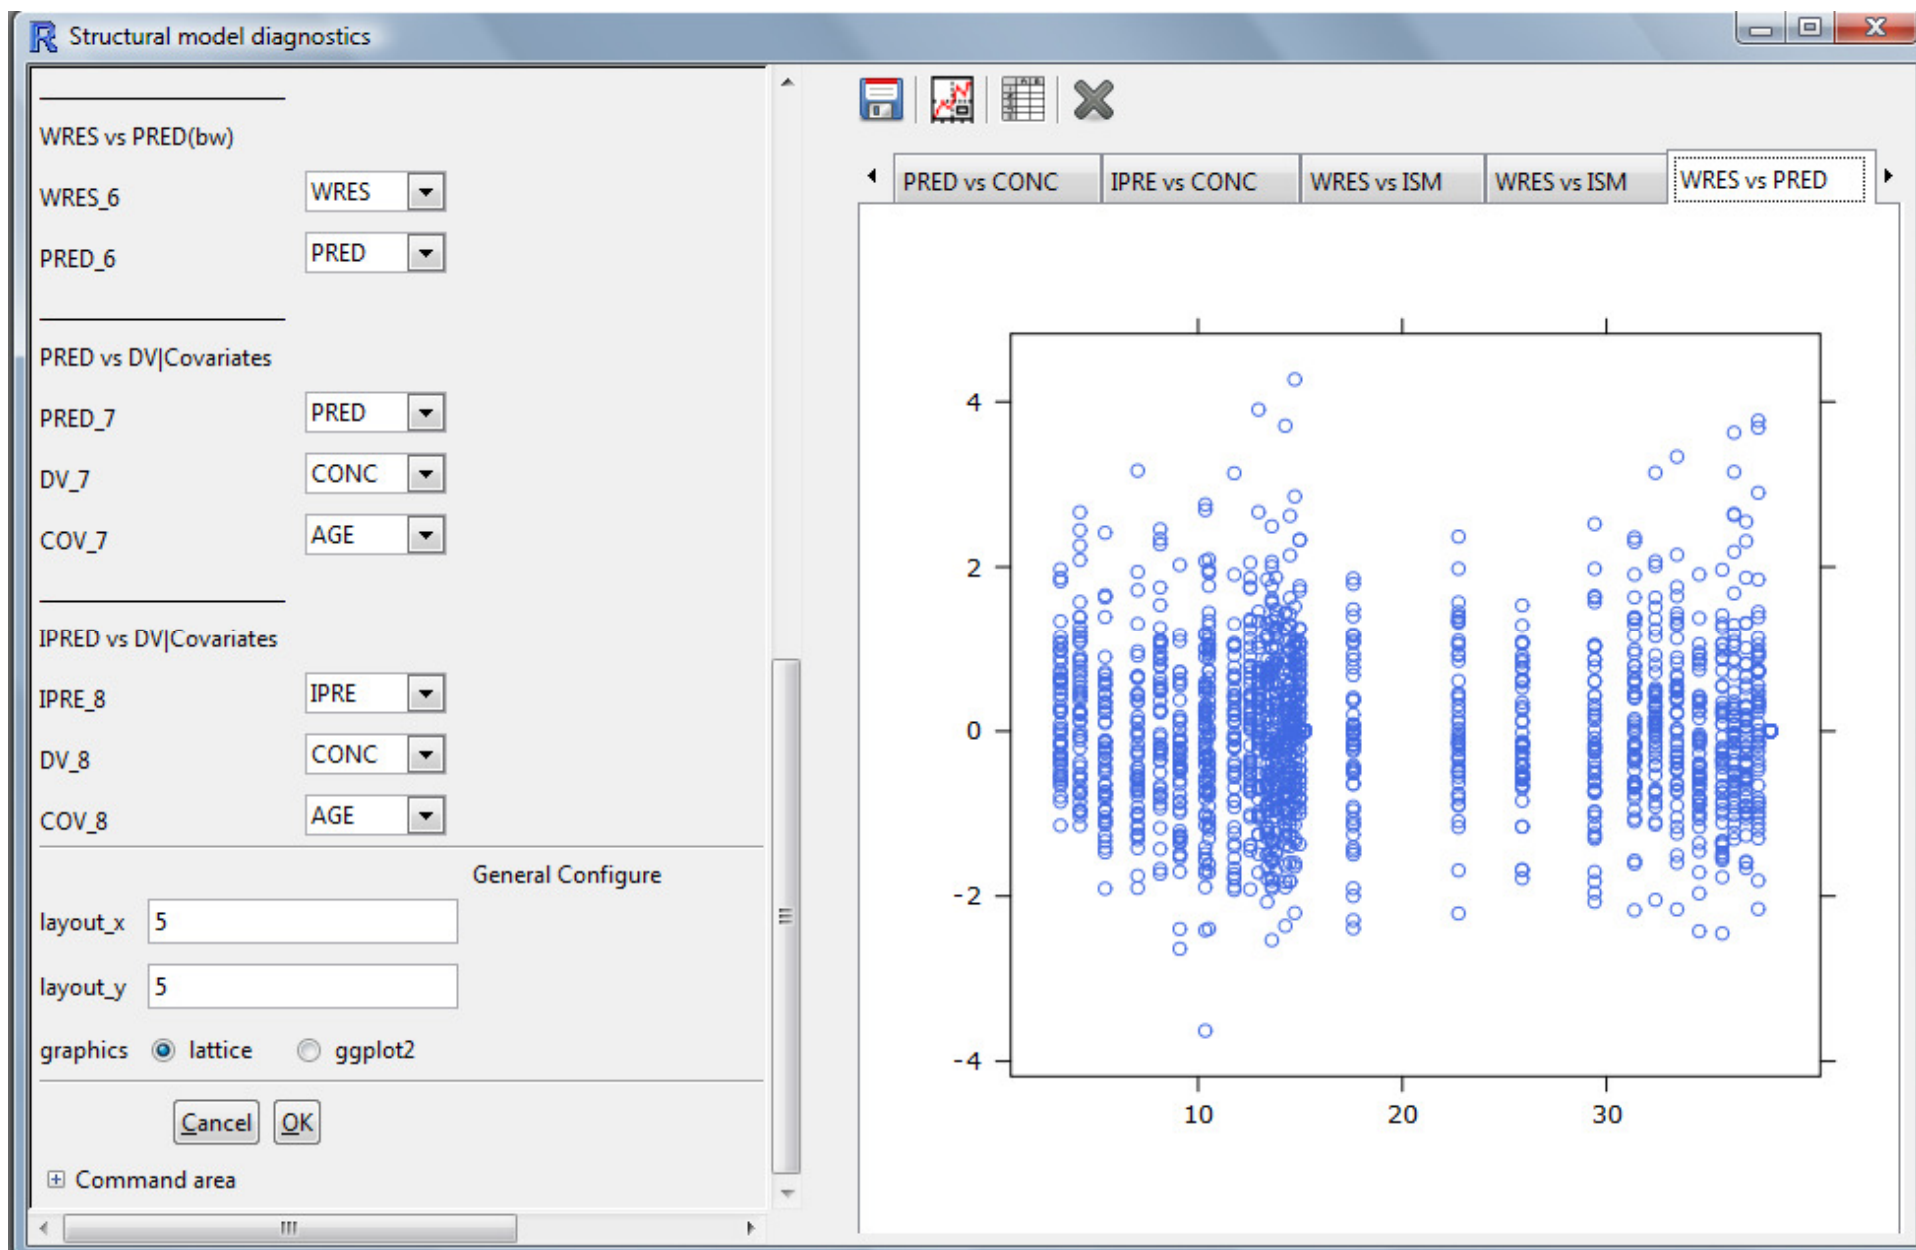 Structural model diagnostics
WRES vs PRED(bw)
WRES_6 WRES
PRED_6 PRED
PRED vs DV|Covariates
PRED_7 PRED
DV_7 CONC
COV_7 AGE
IPRED vs DV|Covariates
IPRE_8 IPRE
DV_8 CONC
COV_8 AGE
General Configure
layout_x 5
layout_y 5
graphics lattice ggplot2
Cancel OK
Command area
PRED vs CONC IPRE vs CONC WRES vs ISM WRES vs ISM WRES vs PRED
4
2
0
-2
-4
10 20 30